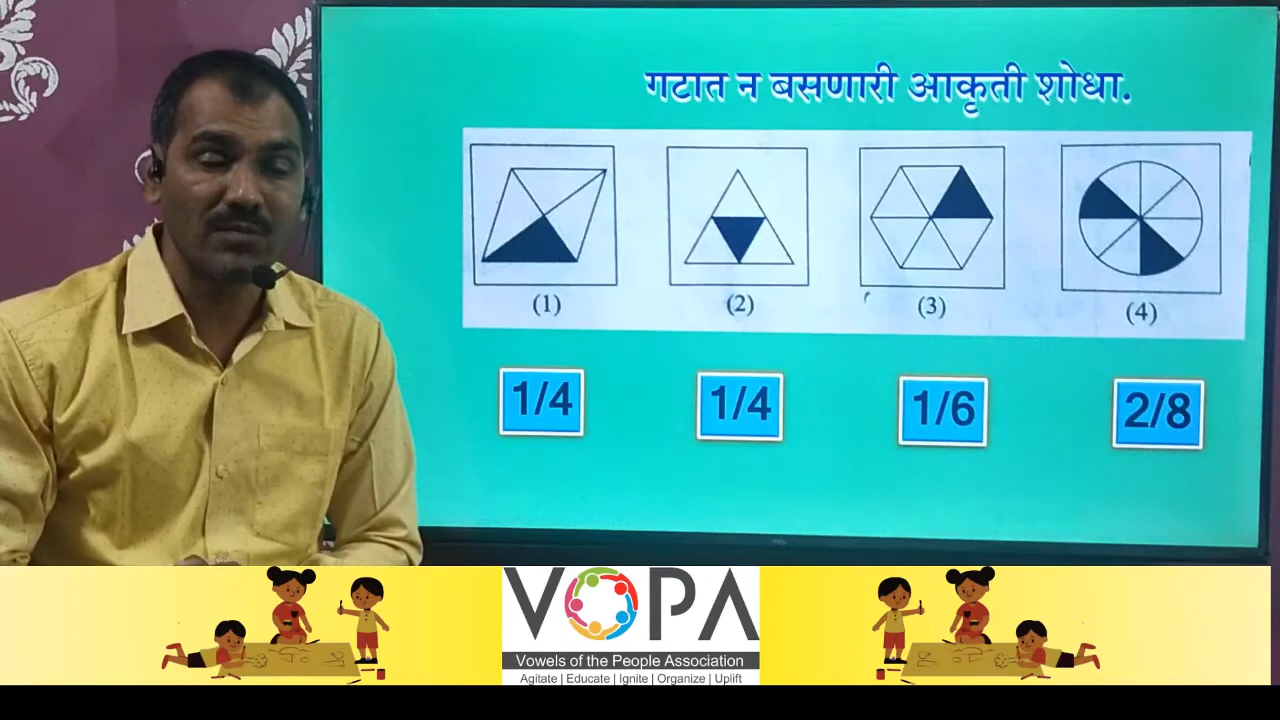 गटात न बसणारी आकृती शोधा.
(1) (2) (3) (4)
1/4 1/4 1/6 2/8
VOPA
Vowels of the People Association
Agitate | Educate | Ignite | Organize | Uplift